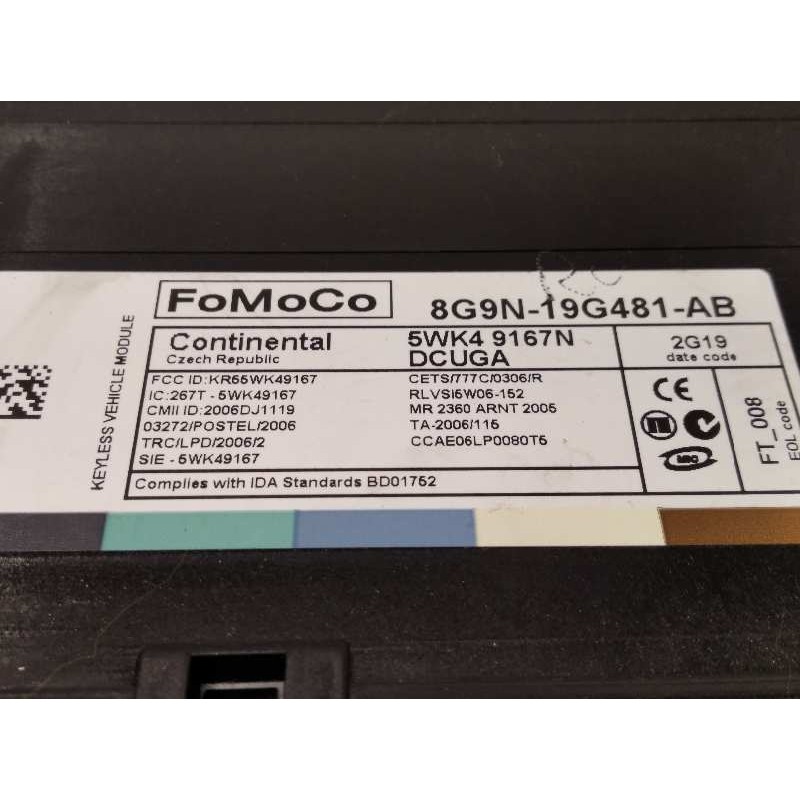 KEYLESS VEHICLE MODULE
FoMoCo
8G9N-19G481-AB
Continental
Czech Republic
5WK4 9167N
DCUGA
2G19
date code
FCC ID:KR55WK49167
IC:267T - 5WK49167
CMII ID:2006DJ1119
03272/POSTEL/2006
TRC/LPD/2006/2
SIE - 5WK49167
CETS/777C/0306/R
RLVSI5W06-152
MR 2360 ARNT 2005
TA-2006/115
CCAE06LP0080T5
CE
FT_008
EOL code
Complies with IDA Standards BD01752